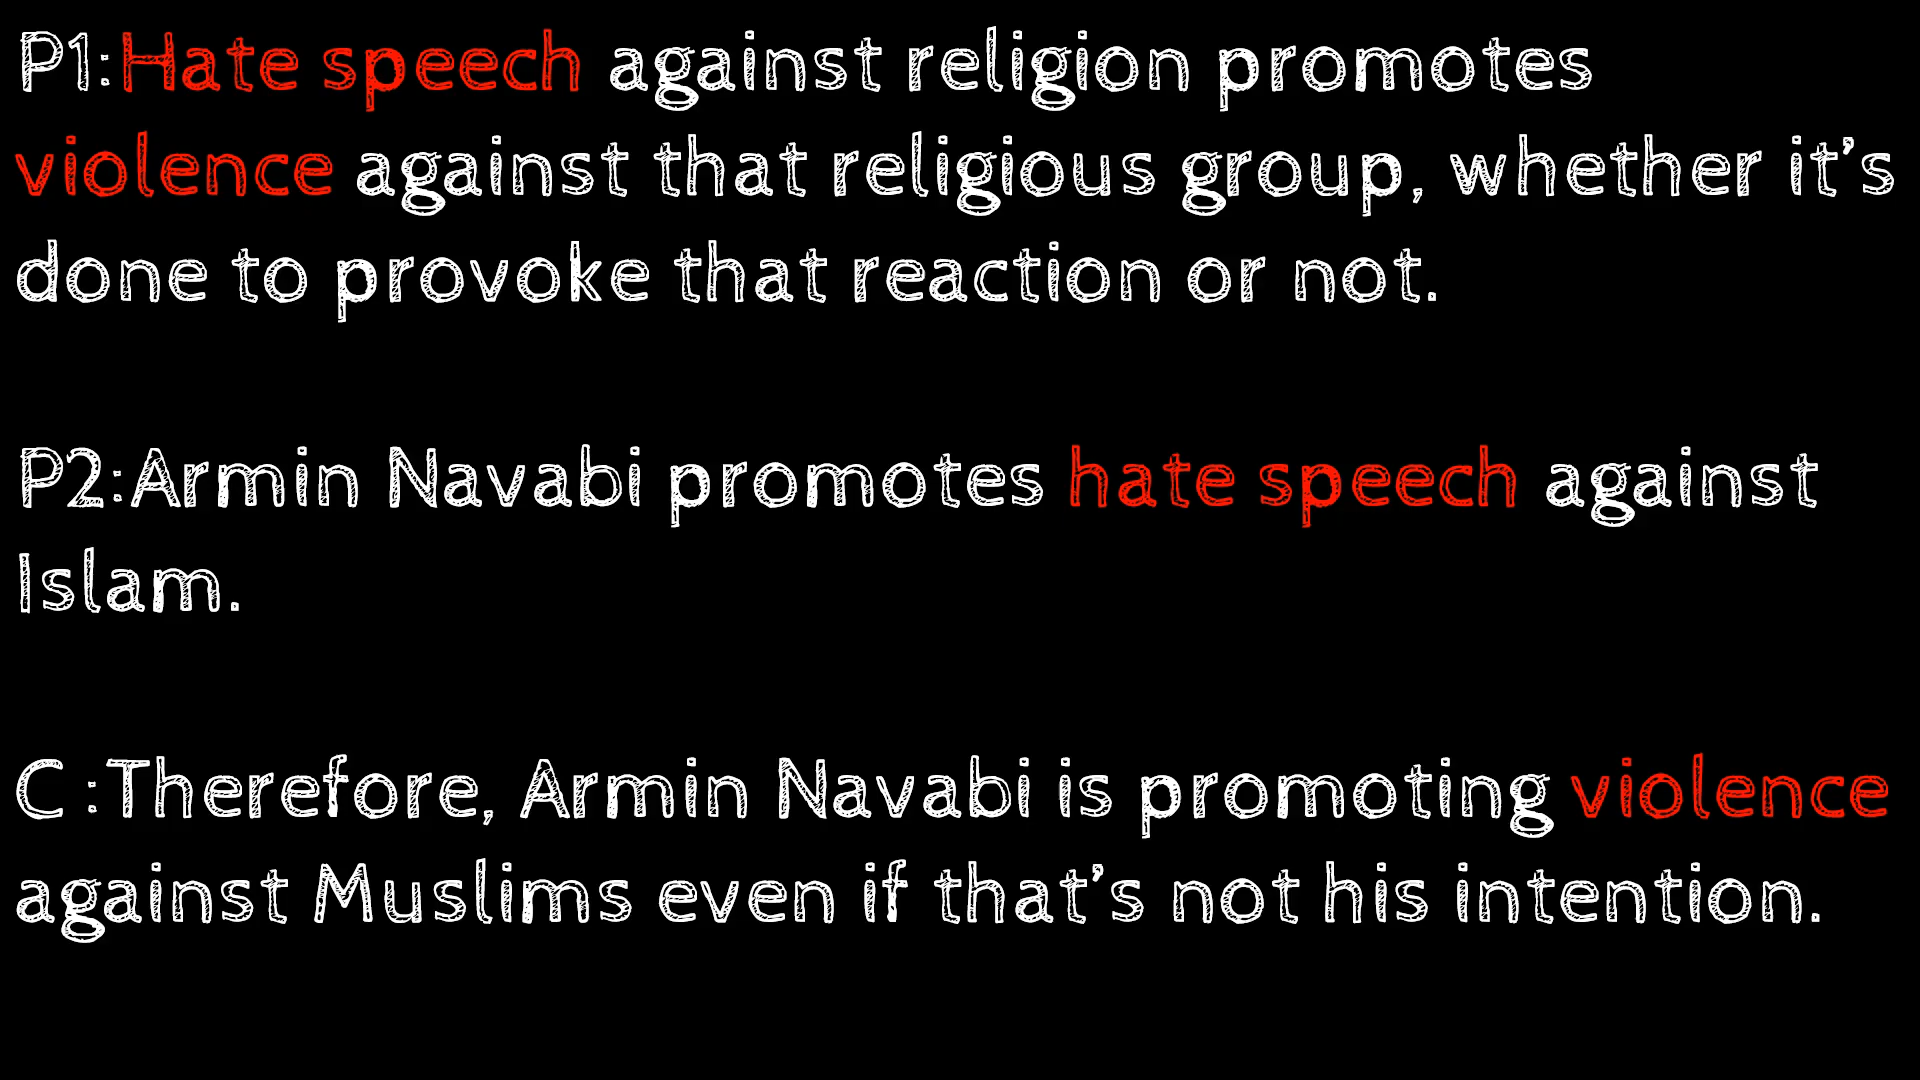 P1:Hate speech against religion promotes
violence against that religious group, whether it's
done to provoke that reaction or not.
P2:Armin Navabi promotes hate speech against
Islam.
C :Therefore, Armin Navabi is promoting violence
against Muslims even if that's not his intention.